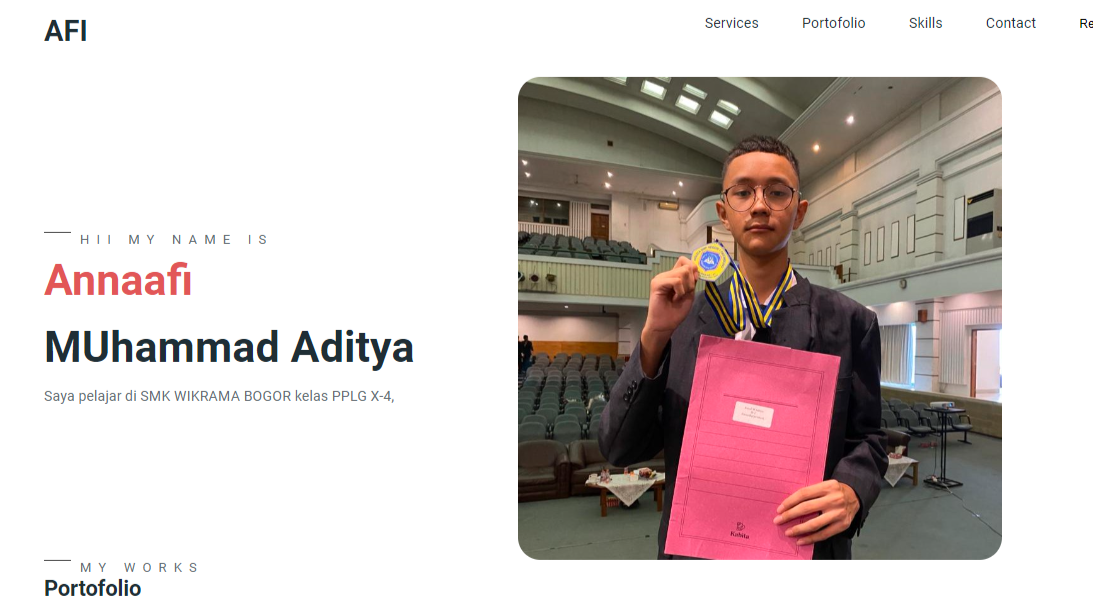 AFI
Services Portofolio Skills Contact Re
HII MY NAME IS
Annaafi
MUhammad Aditya
Saya pelajar di SMK WIKRAMA BOGOR kelas PPLG X-4,
Kubita
MY WORKS
Portofolio